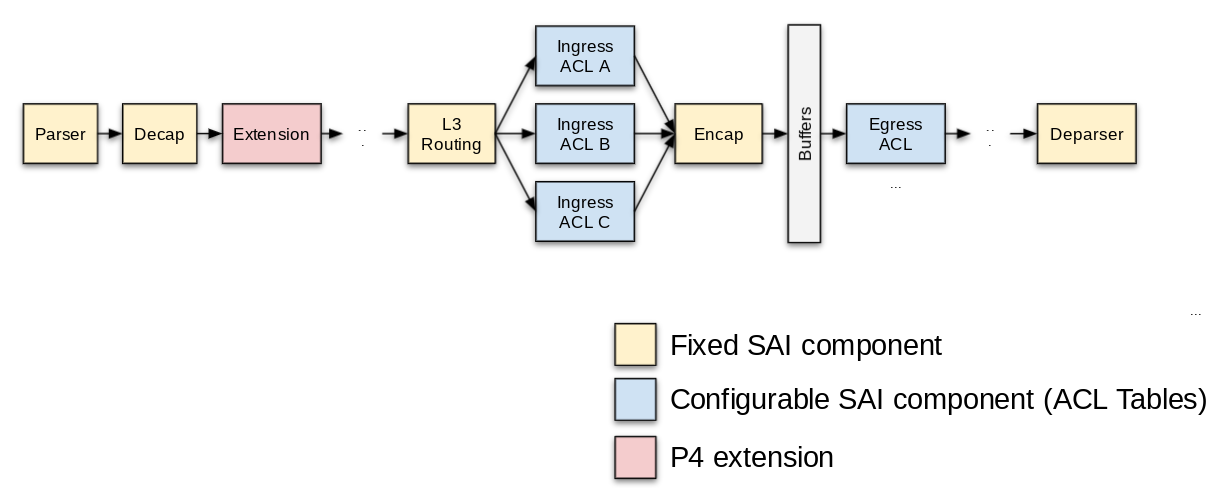 Parser
Decap
Extension
. .
.
L3
Routing
Ingress
ACL A
Ingress
ACL B
Ingress
ACL C
Encap
Buffers
Egress
ACL
. .
.
Deparser
...
...
Fixed SAI component
Configurable SAI component (ACL Tables)
P4 extension